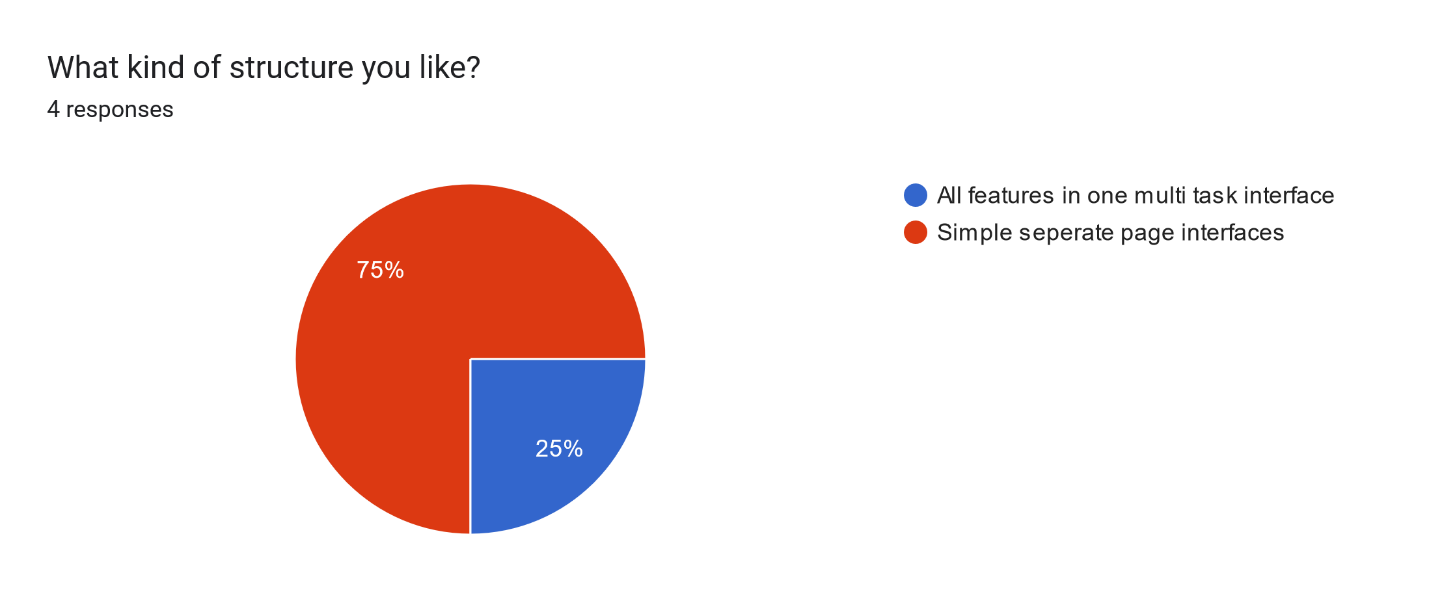 What kind of structure you like?
4 responses
75%
25%
All features in one multi task interface
Simple seperate page interfaces